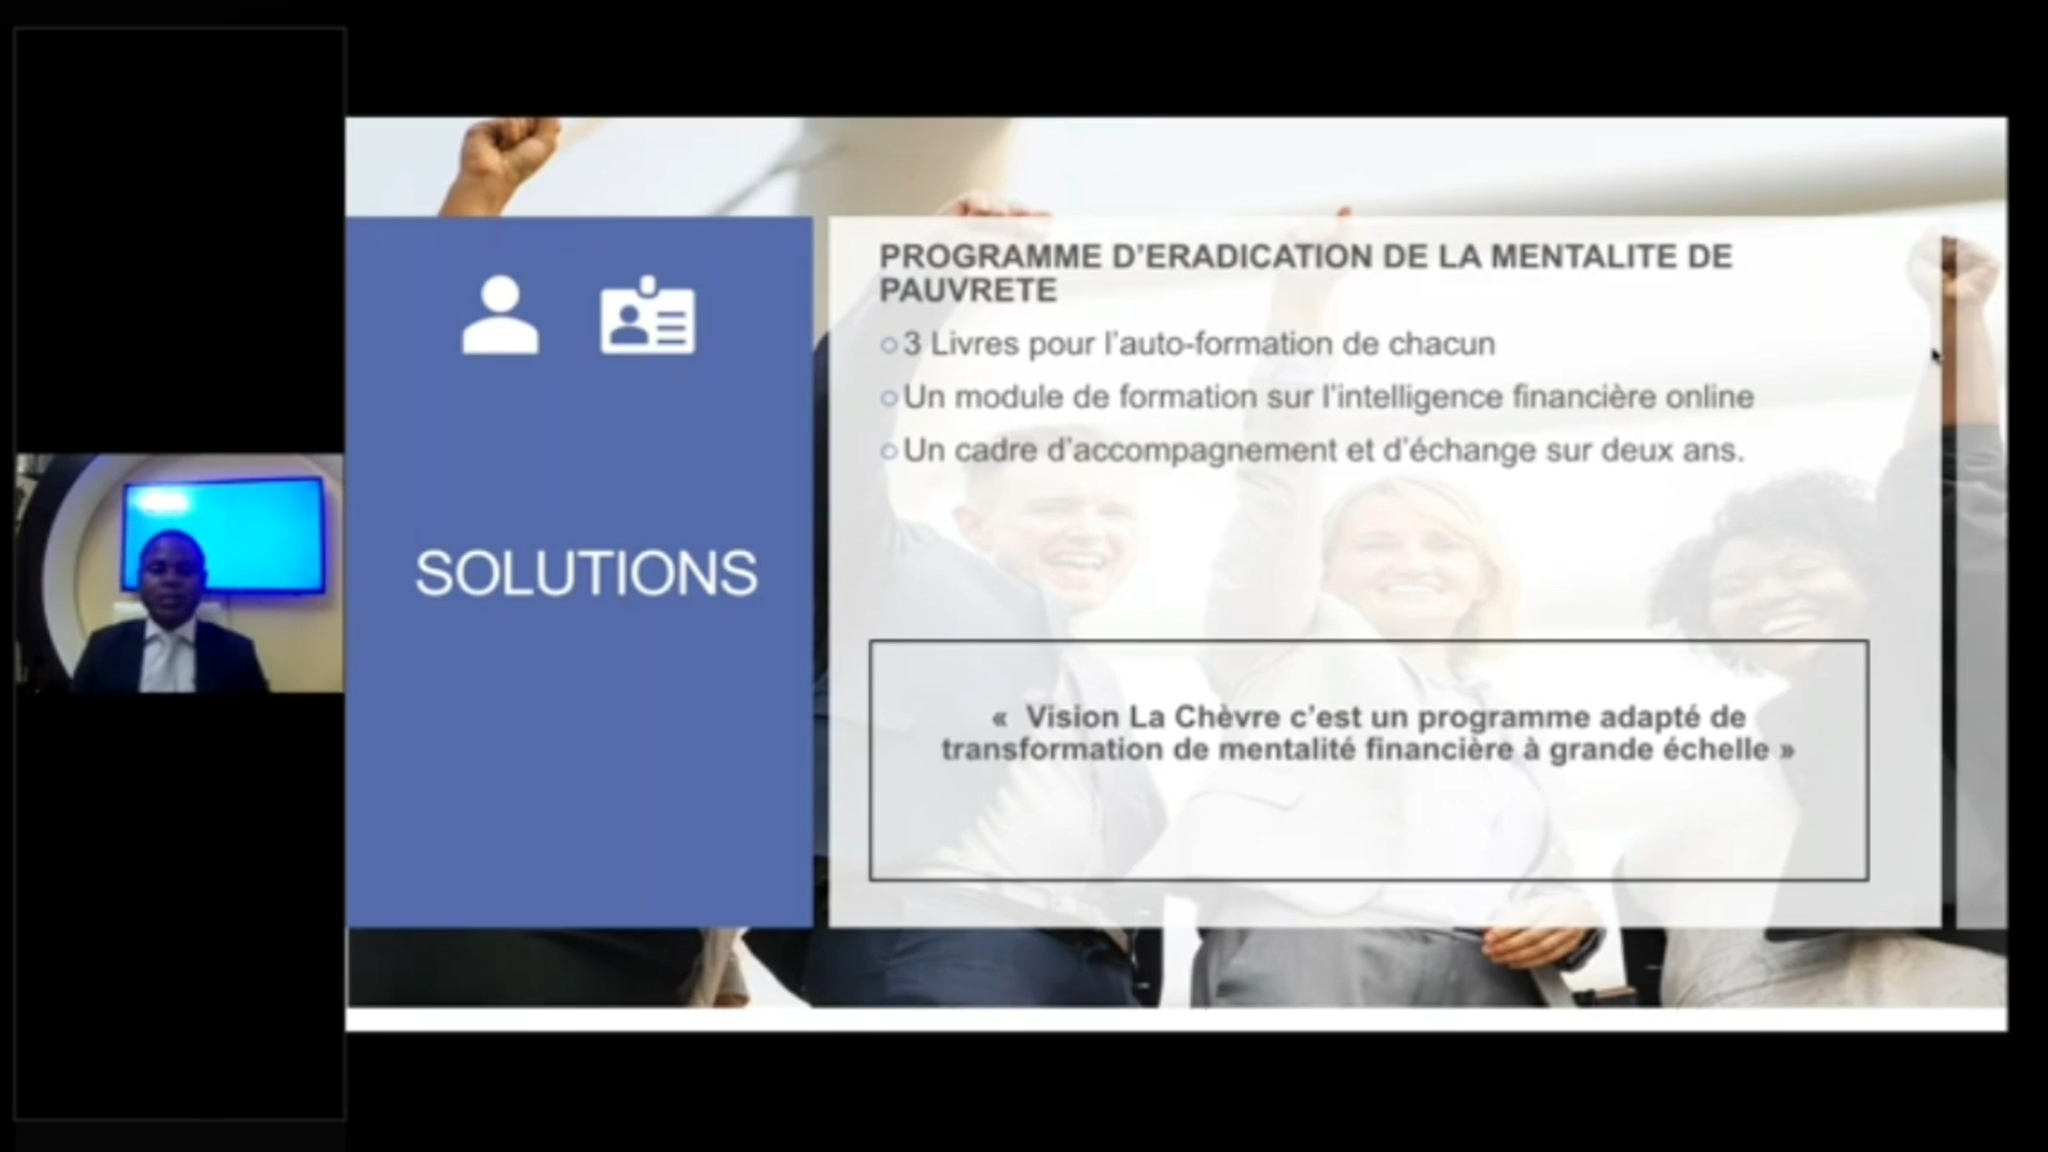 SOLUTIONS
PROGRAMME D'ERADICATION DE LA MENTALITE DE
PAUVRETE
3 Livres pour l'auto-formation de chacun
Un module de formation sur l'intelligence financière online
Un cadre d'accompagnement et d'échange sur deux ans.
«  Vision La Chèvre c'est un programme adapté de
transformation de mentalité financière à grande échelle »